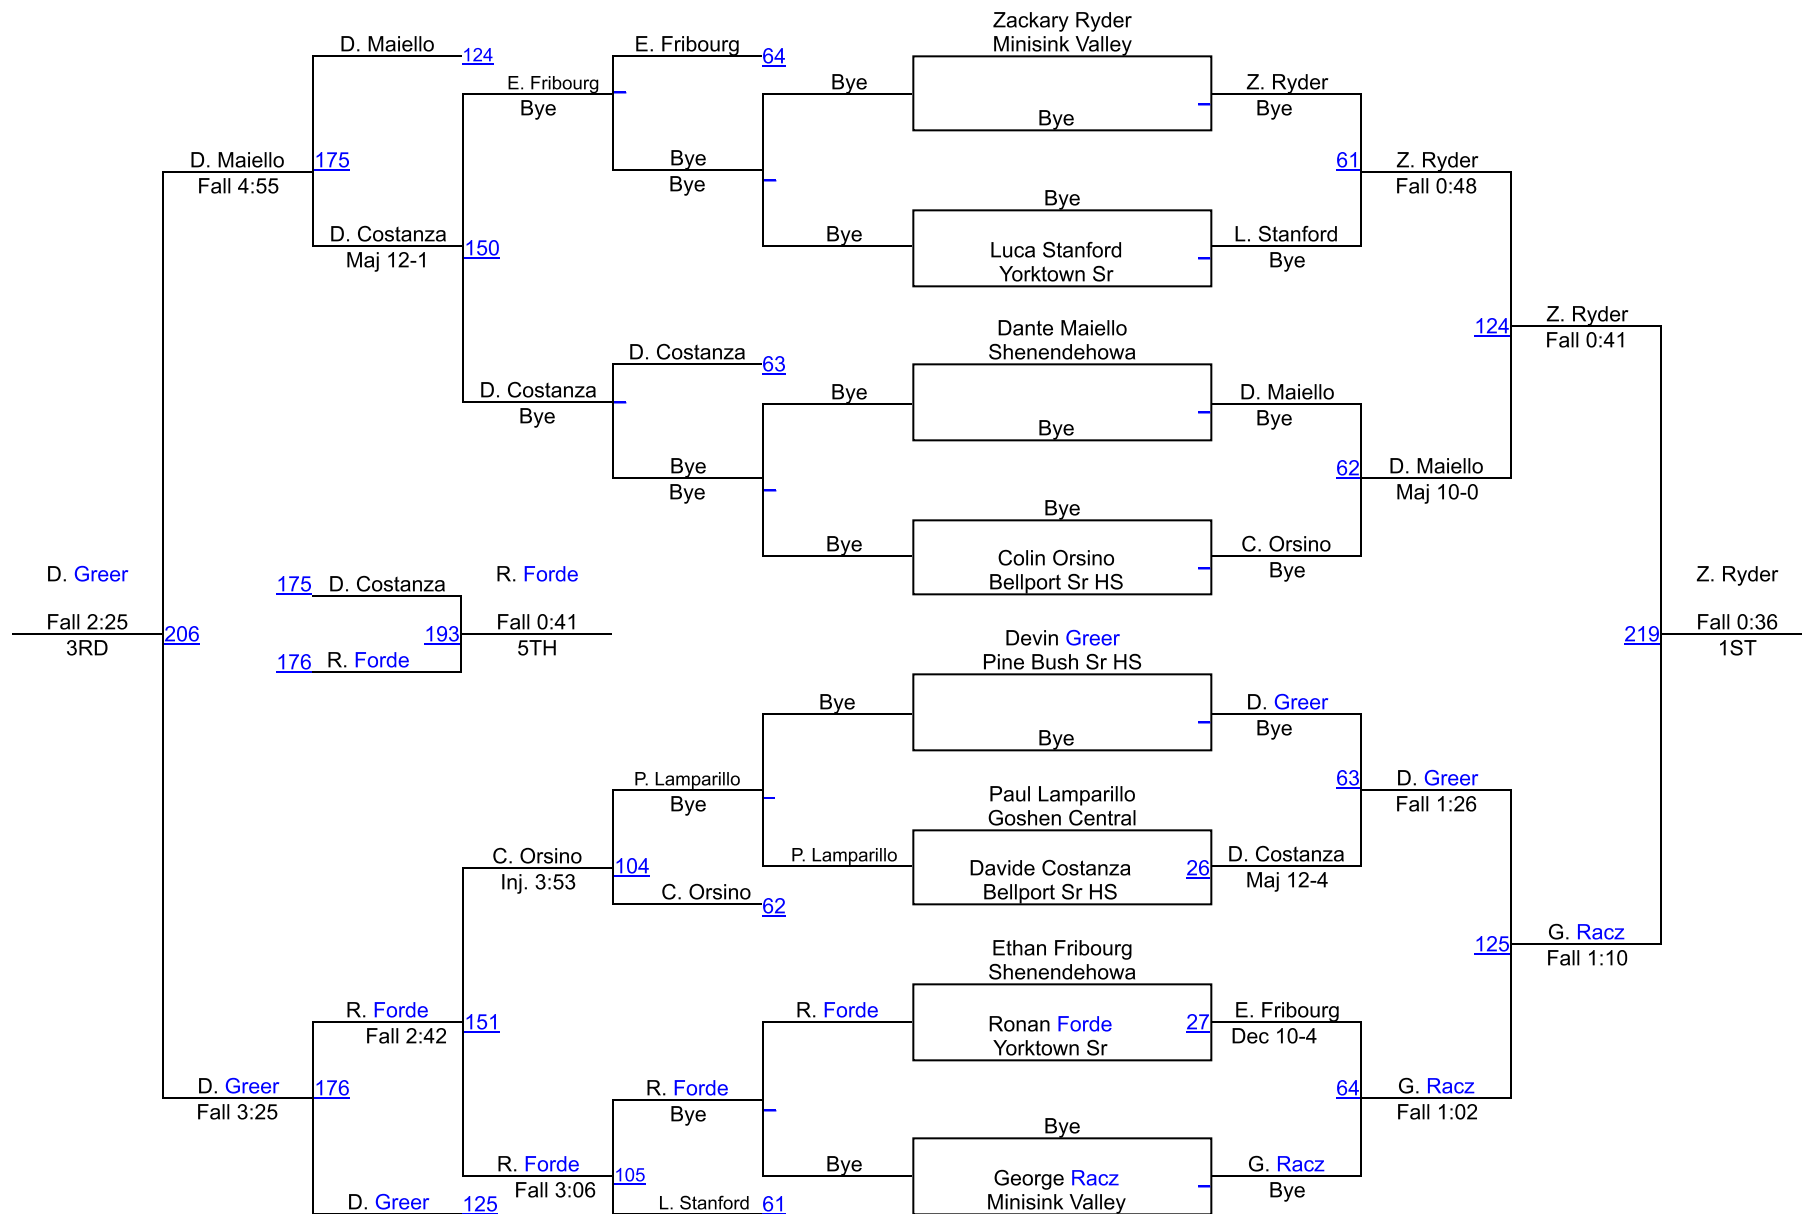 Zackary Ryder
D. Maiello
E. Fribourg
Minisink Valley
124
64
E. Fribourg
Bye
Z. Ryder
Bye
Bye
Bye
D. Maiello
175
Bye
61
Z. Ryder
Fall 4:55
Bye
Fall 0:48
Bye
D. Costanza
150
Bye
Luca Stanford
L. Stanford
Maj 12-1
Yorktown Sr
Bye
Dante Maiello
124
Z. Ryder
D. Costanza
63
Shenendehowa
Fall 0:41
D. Costanza
Bye
D. Maiello
Bye
Bye
Bye
Bye
62
D. Maiello
Bye
Maj 10-0
Bye
Bye
Colin Orsino
C. Orsino
D. Greer
175
D. Costanza
R. Forde
Bellport Sr HS
Bye
Z. Ryder
Fall 2:25
206
193
Fall 0:41
Devin Greer
219
Fall 0:36
3RD
176
R. Forde
5TH
Pine Bush Sr HS
1ST
Bye
D. Greer
Bye
Bye
P. Lamparillo
63
D. Greer
Bye
Paul Lamparillo
Fall 1:26
Goshen Central
C. Orsino
104
P. Lamparillo
Davide Costanza
26
D. Costanza
Inj. 3:53
C. Orsino
62
Bellport Sr HS
Maj 12-4
Ethan Fribourg
125
G. Racz
Shenendehowa
Fall 1:10
R. Forde
151
R. Forde
Ronan Forde
27
E. Fribourg
Fall 2:42
Yorktown Sr
Dec 10-4
D. Greer
176
R. Forde
64
G. Racz
Fall 3:25
Bye
Fall 1:02
Bye
R. Forde
105
Bye
George Racz
G. Racz
Fall 3:06
Minisink Valley
Bye
D. Greer
125
L. Stanford
61